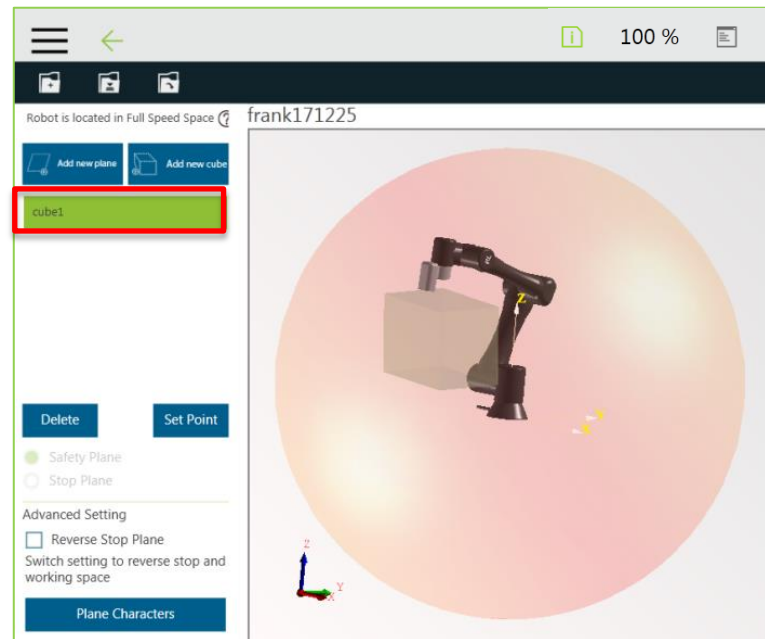 100 %
Robot is located in Full Speed Space ?
frank171225
Add new plane
Add new cube
cube1
Z
Delete
Set Point
Safety Plane
Stop Plane
Advanced Setting
Reverse Stop Plane
Switch setting to reverse stop and
working space
Plane Characters
Z
Y
X